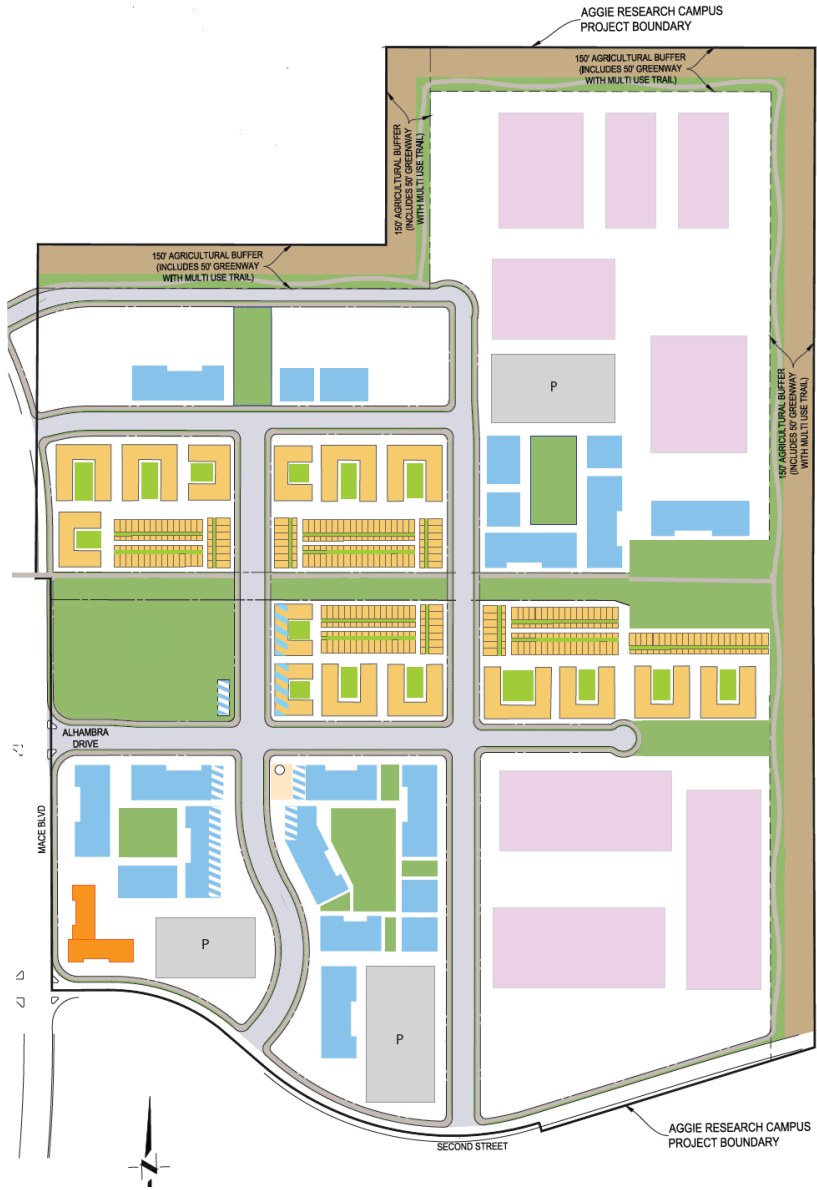 AGGIE RESEARCH CAMPUS
PROJECT BOUNDARY
150' AGRICULTURAL BUFFER
(INCLUDES 50' GREENWAY
WITH MULTI USE TRAIL)
150' AGRICULTURAL BUFFER
(INCLUDES 50' GREENWAY
WITH MULTI USE TRAIL)
150' AGRICULTURAL BUFFER
(INCLUDES 50' GREENWAY
WITH MULTI USE TRAIL)
P
150' AGRICULTURAL BUFFER
(INCLUDES 50' GREENWAY
WITH MULTI USE TRAIL)
ALHAMBRA
DRIVE
MACE BLVD
P
P
SECOND STREET
AGGIE RESEARCH CAMPUS
PROJECT BOUNDARY
N